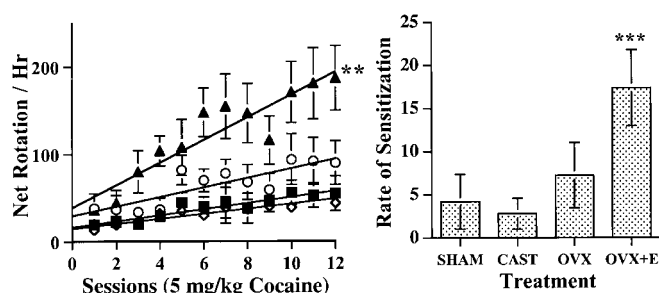 Net Rotation / Hr
200
100
0
0 2 4 6 8 10 12
Sessions (5 mg/kg Cocaine)
**
Rate of Sensitization
25
20
15
10
5
0
***
SHAM CAST OVX OVX+E
Treatment